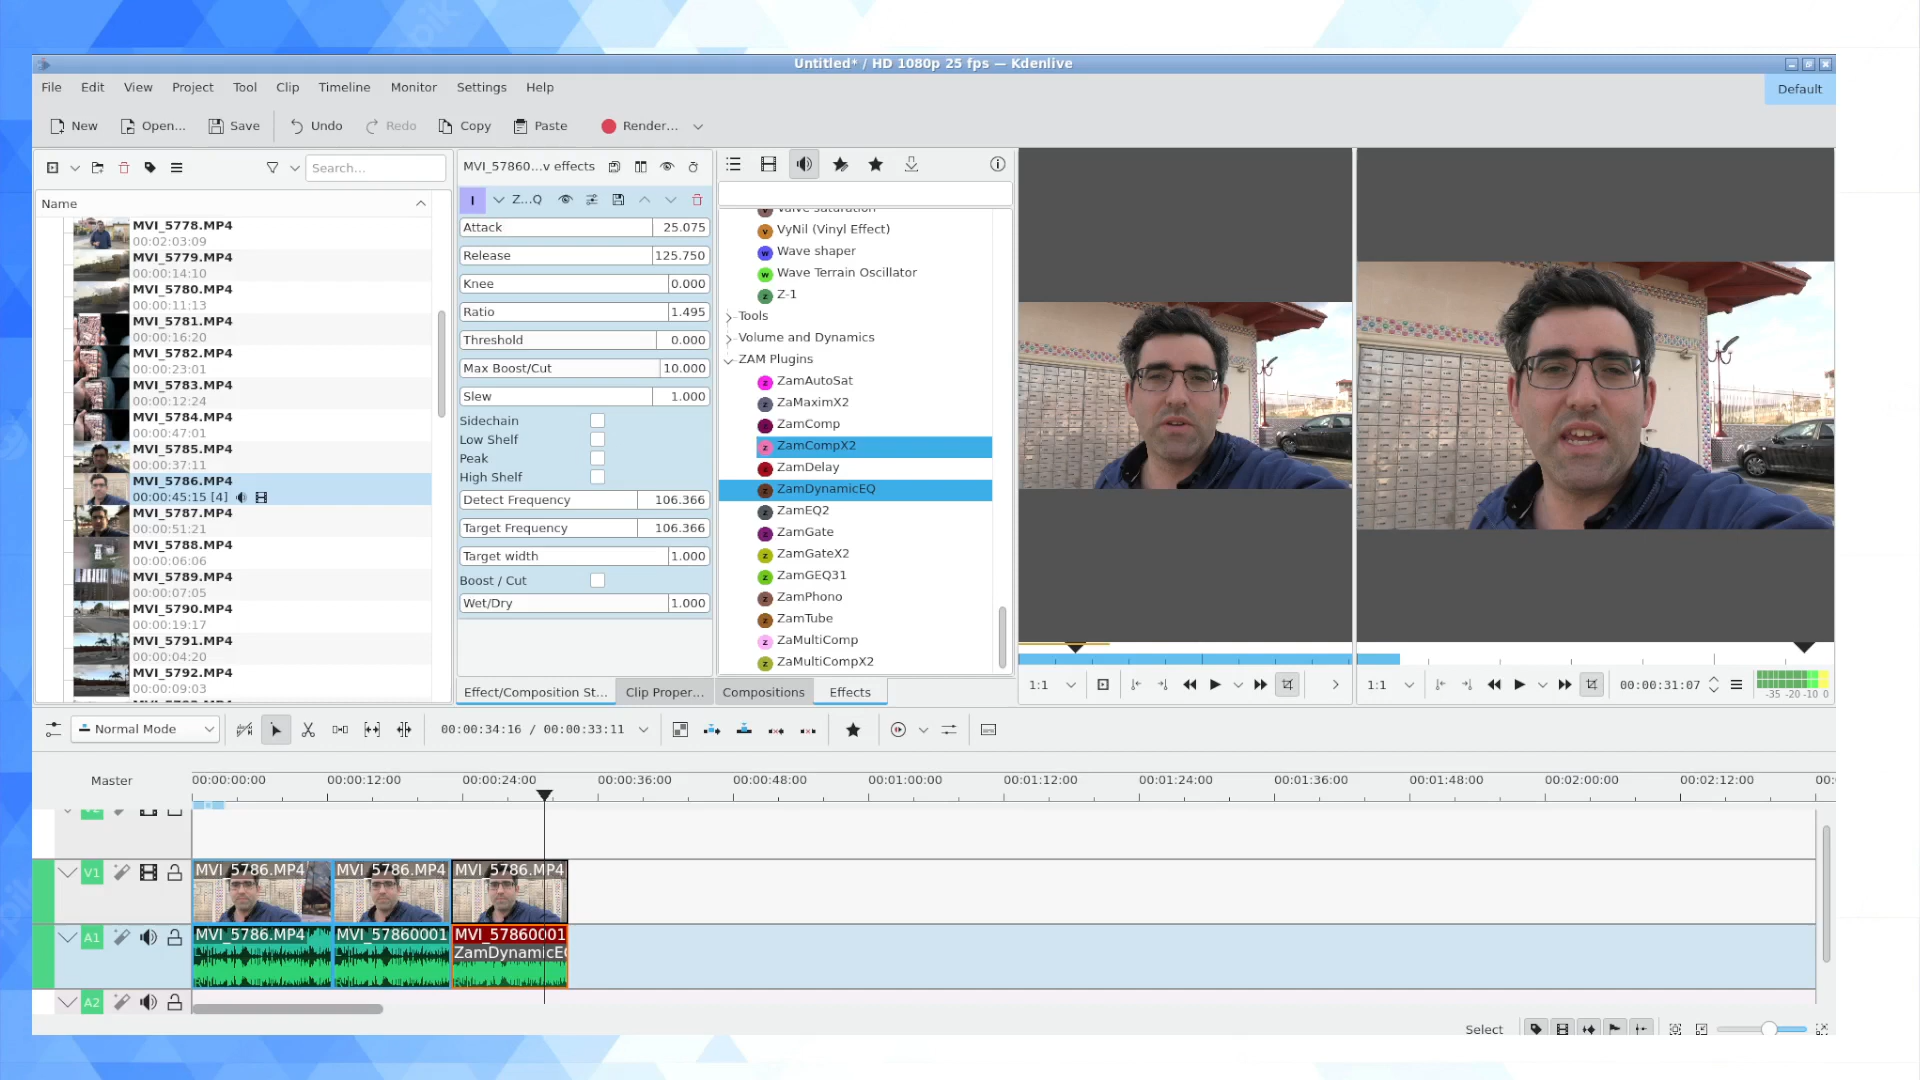 Untitled* / HD 1080p 25 fps — Kdenlive
File Edit View Project Tool Clip Timeline Monitor Settings Help
Default
New Open... Save Undo Redo Copy Paste Render...
Search...
Name
MVI_5778.MP4
00:02:03:09
MVI_5779.MP4
00:00:14:10
MVI_5780.MP4
00:00:11:13
MVI_5781.MP4
00:00:16:20
MVI_5782.MP4
00:00:23:01
MVI_5783.MP4
00:00:12:24
MVI_5784.MP4
00:00:47:01
MVI_5785.MP4
00:00:37:11
MVI_5786.MP4
00:00:45:15 [4]
MVI_5787.MP4
00:00:51:21
MVI_5788.MP4
00:00:06:06
MVI_5789.MP4
00:00:07:05
MVI_5790.MP4
00:00:19:17
MVI_5791.MP4
00:00:04:20
MVI_5792.MP4
00:00:09:03
MVI_57860...v effects
Z...Q
Attack 25.075
Release 125.750
Knee 0.000
Ratio 1.495
Threshold 0.000
Max Boost/Cut 10.000
Slew 1.000
Sidechain
Low Shelf
Peak
High Shelf
Detect Frequency 106.366
Target Frequency 106.366
Target width 1.000
Boost / Cut
Wet/Dry 1.000
Effect/Composition St... Clip Proper...
Valve saturation
VyNil (Vinyl Effect)
Wave shaper
Wave Terrain Oscillator
Z-1
Tools
Volume and Dynamics
ZAM Plugins
ZamAutoSat
ZaMaximX2
ZamComp
ZamCompX2
ZamDelay
ZamDynamicEQ
ZamEQ2
ZamGate
ZamGateX2
ZamGEQ31
ZamPhono
ZamTube
ZaMultiComp
ZaMultiCompX2
Compositions Effects
1:1
1:1 00:00:31:07
-35 -20 -10 0
Normal Mode 00:00:34:16 / 00:00:33:11
Master 00:00:00:00 00:00:12:00 00:00:24:00 00:00:36:00 00:00:48:00 00:01:00:00 00:01:12:00 00:01:24:00 00:01:36:00 00:01:48:00 00:02:00:00 00:02:12:00
V1 MVI_5786.MP4 MVI_5786.MP4 MVI_5786.MP4
A1 MVI_5786.MP4 MVI_57860001 MVI_57860001
ZamDynamicEQ
A2
Select